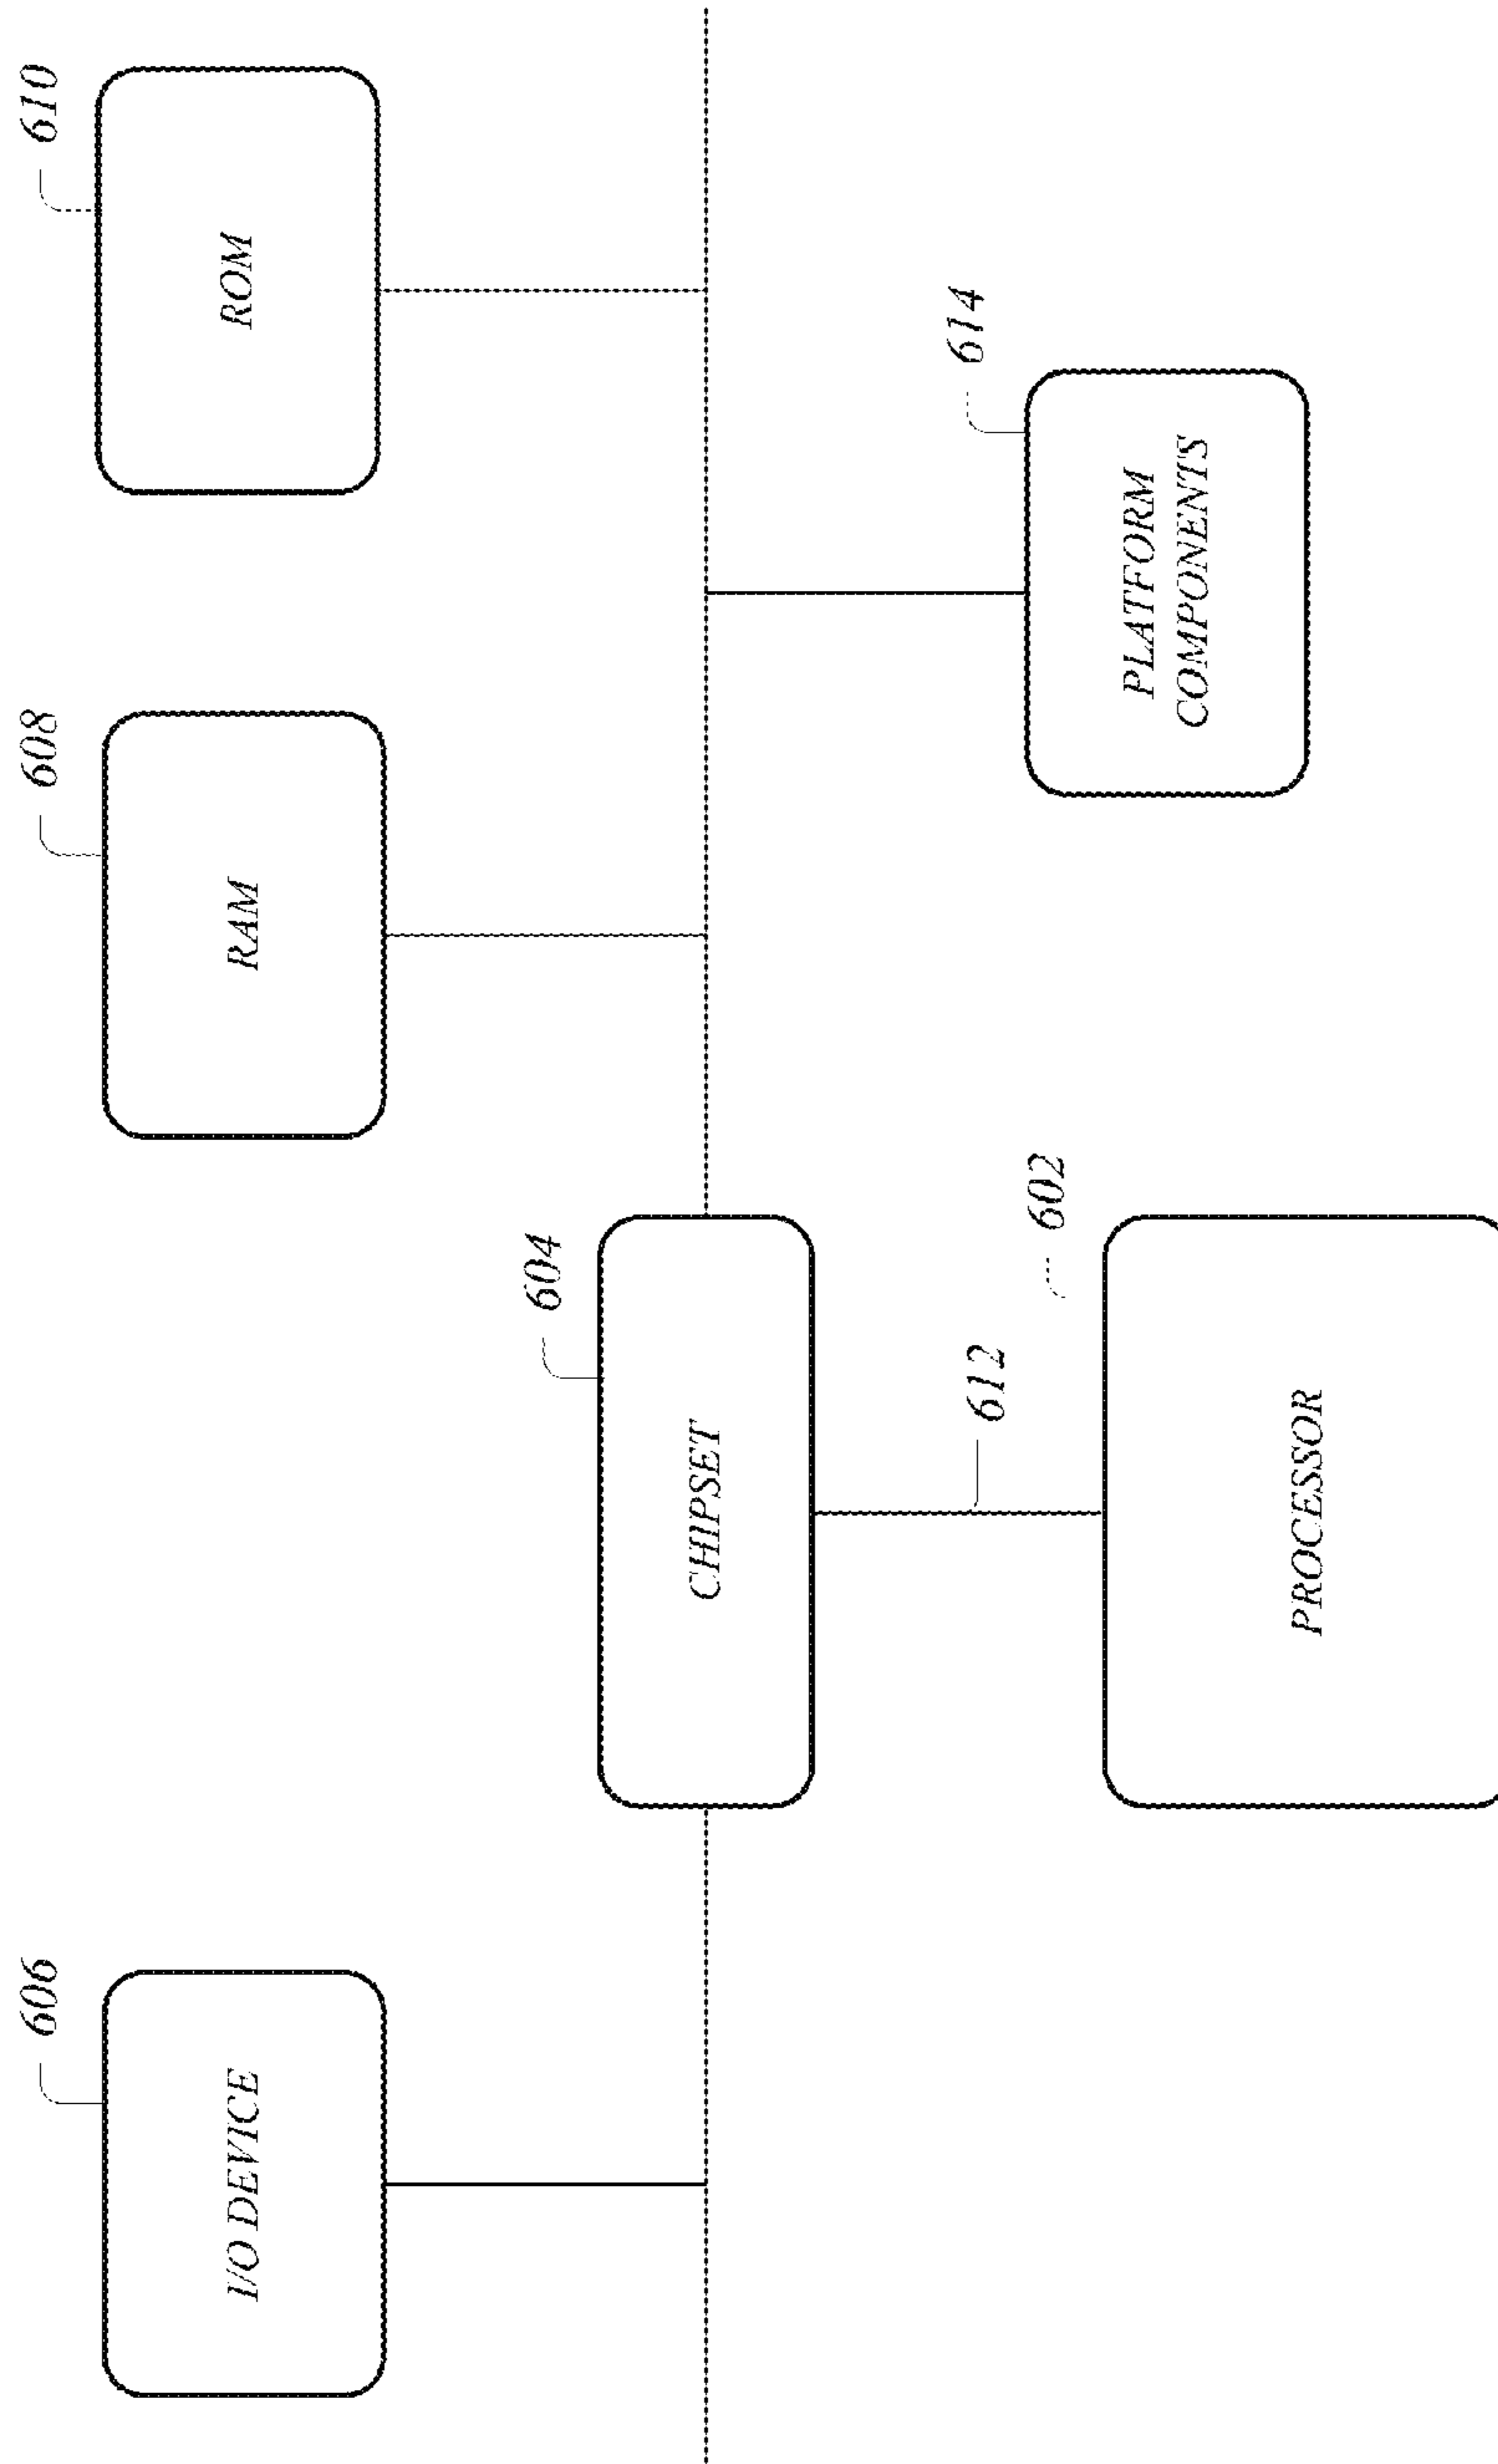 606
I/O DEVICE
608
RAM
610
ROM
604
CHIPSET
612
602
PROCESSOR
614
PLATFORM
COMPONENTS